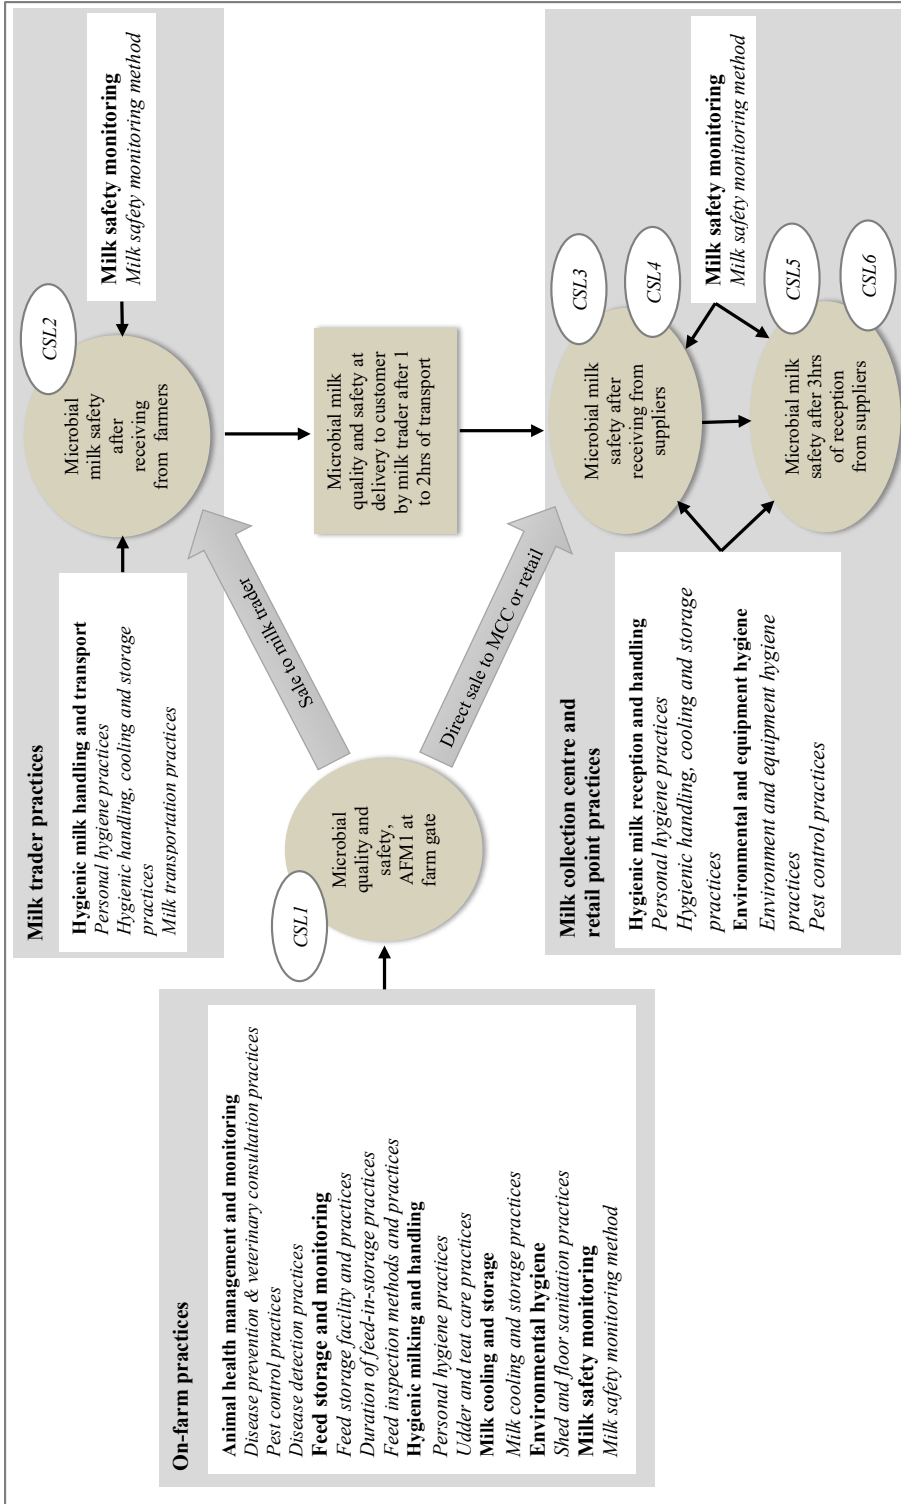 On-farm practices
Animal health management and monitoring
Disease prevention & veterinary consultation practices
Pest control practices
Disease detection practices
Feed storage and monitoring
Feed storage facility and practices
Duration of feed-in-storage practices
Feed inspection methods and practices
Hygienic milking and handling
Personal hygiene practices
Udder and teat care practices
Milk cooling and storage
Milk cooling and storage practices
Environmental hygiene
Shed and floor sanitation practices
Milk safety monitoring
Milk safety monitoring method
CSL1
Microbial
quality and
safety,
AFM1 at
farm gate
Sale to milk trader
Direct sale to MCC or retail
Milk trader practices
Hygienic milk handling and transport
Personal hygiene practices
Hygienic handling, cooling and storage
practices
Milk transportation practices
Microbial
milk safety
after
receiving
from farmers
CSL2
Milk safety monitoring
Milk safety monitoring method
Microbial milk
quality and safety at
delivery to customer
by milk trader after 1
to 2hrs of transport
Milk collection centre and
retail point practices
Hygienic milk reception and handling
Personal hygiene practices
Hygienic handling, cooling and storage
practices
Environmental and equipment hygiene
Environment and equipment hygiene
practices
Pest control practices
Microbial milk
safety after
receiving from
suppliers
CSL3
CSL4
Microbial milk
safety after 3hrs
of reception
from suppliers
CSL5
CSL6
Milk safety monitoring
Milk safety monitoring method